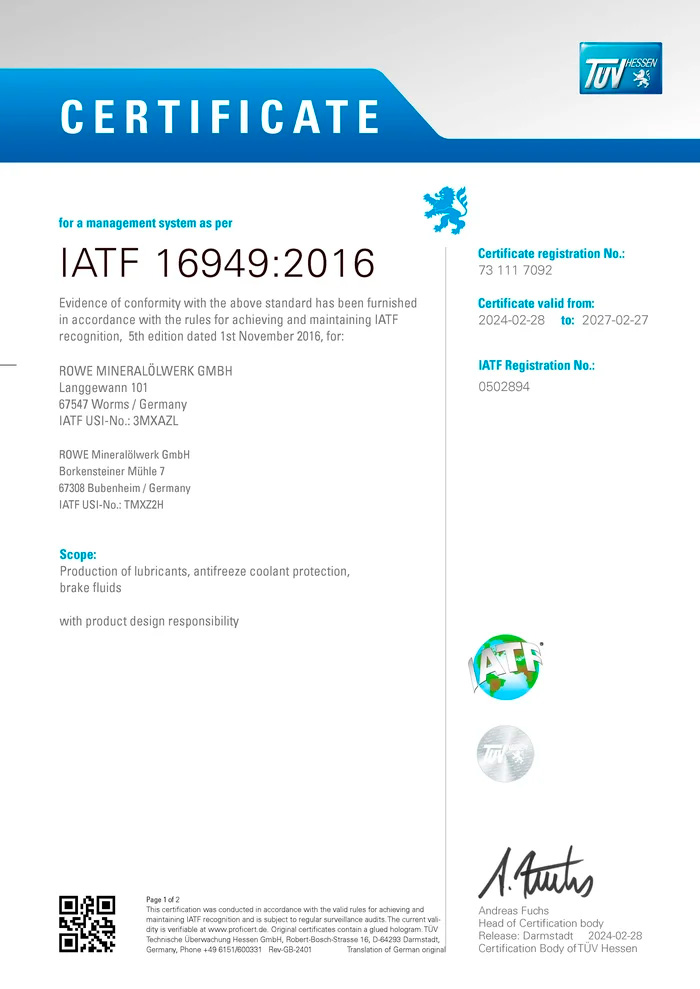 TÜV HESSEN
CERTIFICATE
for a management system as per
IATF 16949:2016
Evidence of conformity with the above standard has been furnished
in accordance with the rules for achieving and maintaining IATF
recognition, 5th edition dated 1st November 2016, for:
ROWE MINERALÖLWERK GMBH
Langgewann 101
67547 Worms / Germany
IATF USI-No.: 3MXAZL
ROWE Mineralölwerk GmbH
Borkensteiner Mühle 7
67308 Bubenheim / Germany
IATF USI-No.: TMXZ2H
Scope:
Production of lubricants, antifreeze coolant protection,
brake fluids
with product design responsibility
Certificate registration No.:
73 111 7092
Certificate valid from:
2024-02-28 to: 2027-02-27
IATF Registration No.:
0502894
IATF
TÜV HESSEN
A. Fuchs
Andreas Fuchs
Head of Certification body
Release: Darmstadt 2024-02-28
Certification Body of TÜV Hessen
Page 1 of 2
This certification was conducted in accordance with the valid rules for achieving and
maintaining IATF recognition and is subject to regular surveillance audits. The current vali-
dity is verifiable at www.proficert.de. Original certificates contain a glued hologram. TÜV
Technische Überwachung Hessen GmbH, Robert-Bosch-Strasse 16, D-64293 Darmstadt,
Germany, Phone +49 6151/600331 Rev-GB-2401 Translation of German original